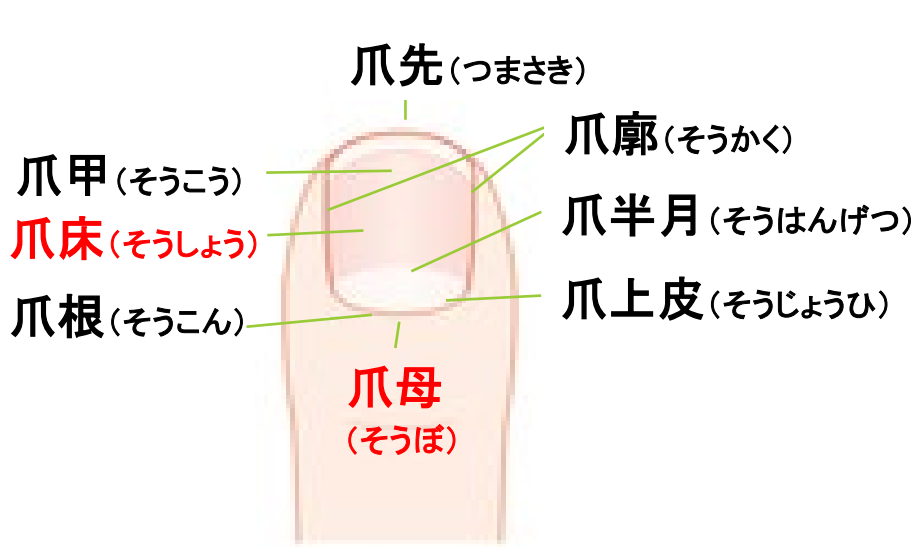 爪先(つまさき)
爪廓(そうかく)
爪甲(そうこう)
爪床(そうしょう)
爪半月(そうはんげつ)
爪根(そうこん)
爪上皮(そうじょうひ)
爪母
(そうぼ)